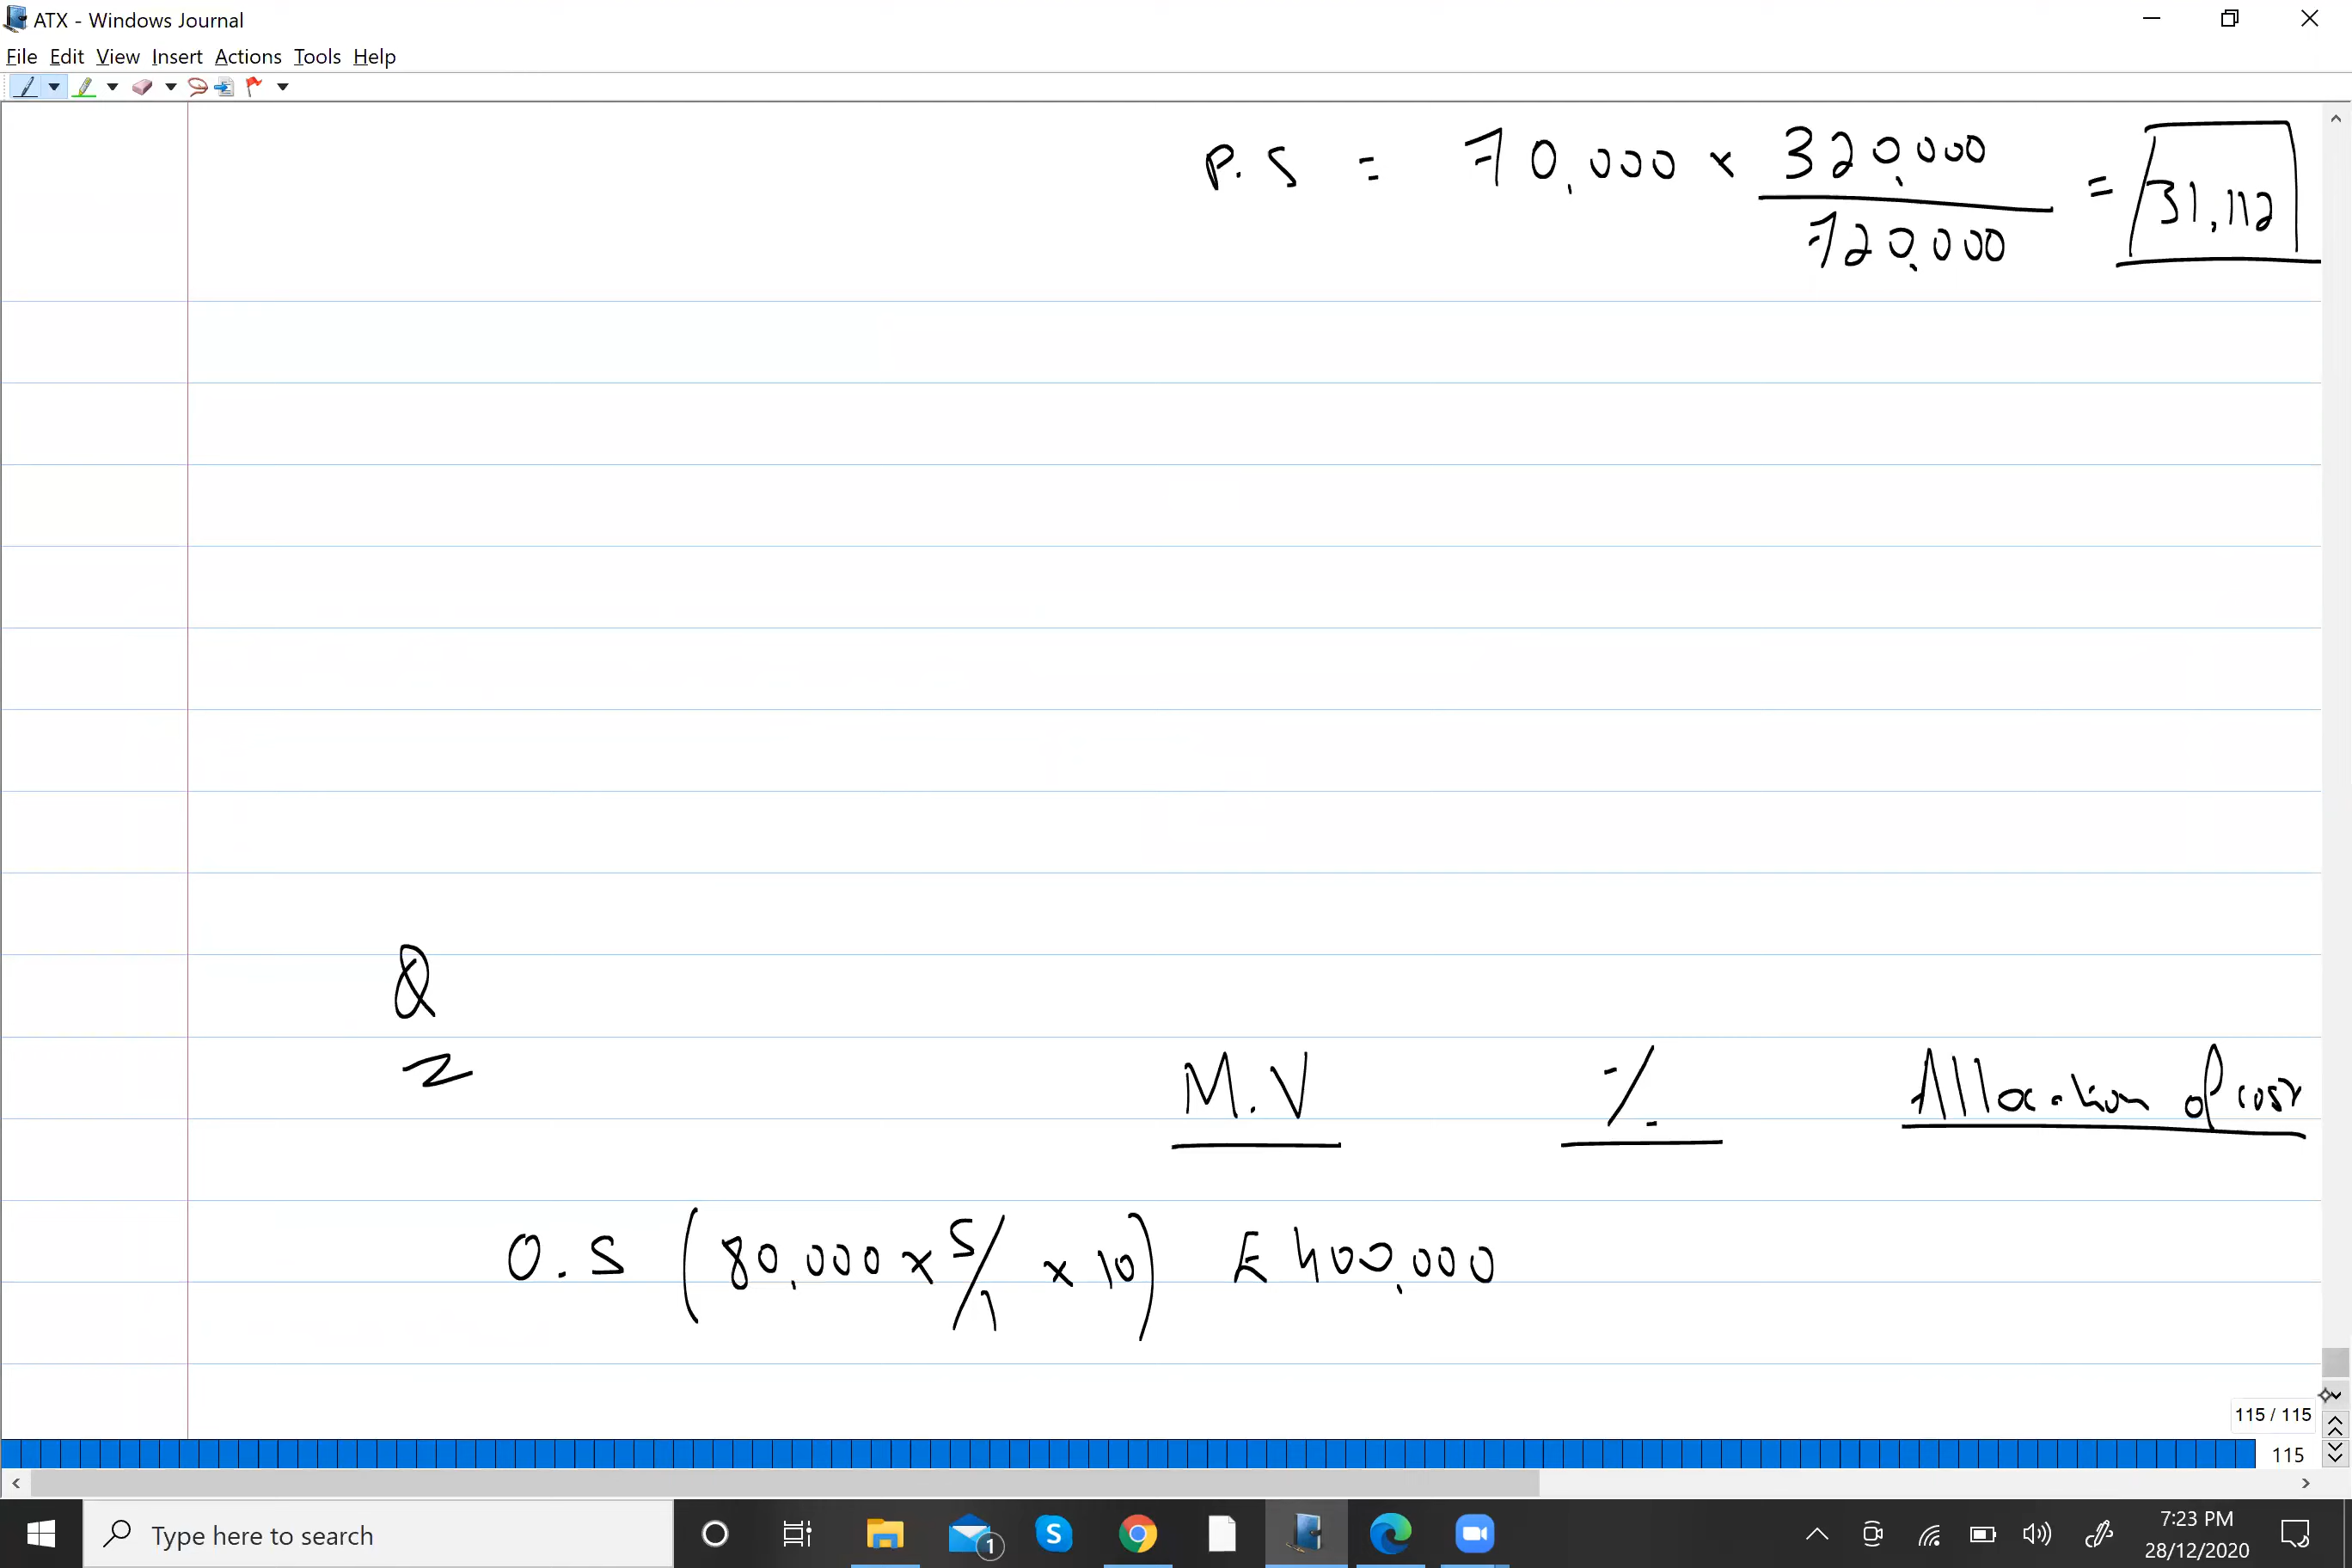 ATX - Windows Journal
File Edit View Insert Actions Tools Help
P.S = 70,000 x 320,000 / 720,000 = 31,112
Q
M.V % Allocation of cost
O.S (80,000 x 5/1 x 10) £400,000
115 / 115
115
Type here to search
1
7:23 PM
28/12/2020